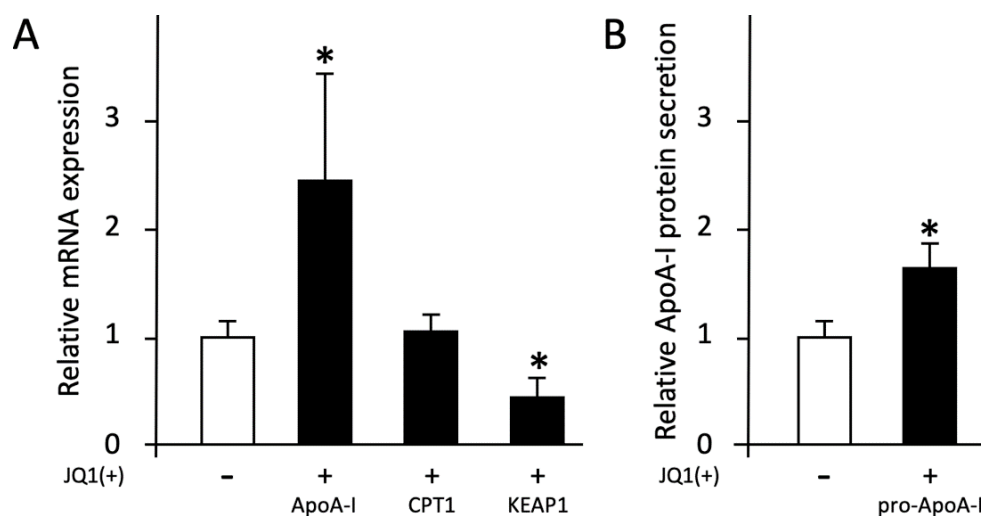 A
Relative mRNA expression
3
2
1
0
*
*
JQ1(+) - + + +
ApoA-I CPT1 KEAP1
B
Relative ApoA-I protein secretion
3
2
1
0
*
JQ1(+) - +
pro-ApoA-I